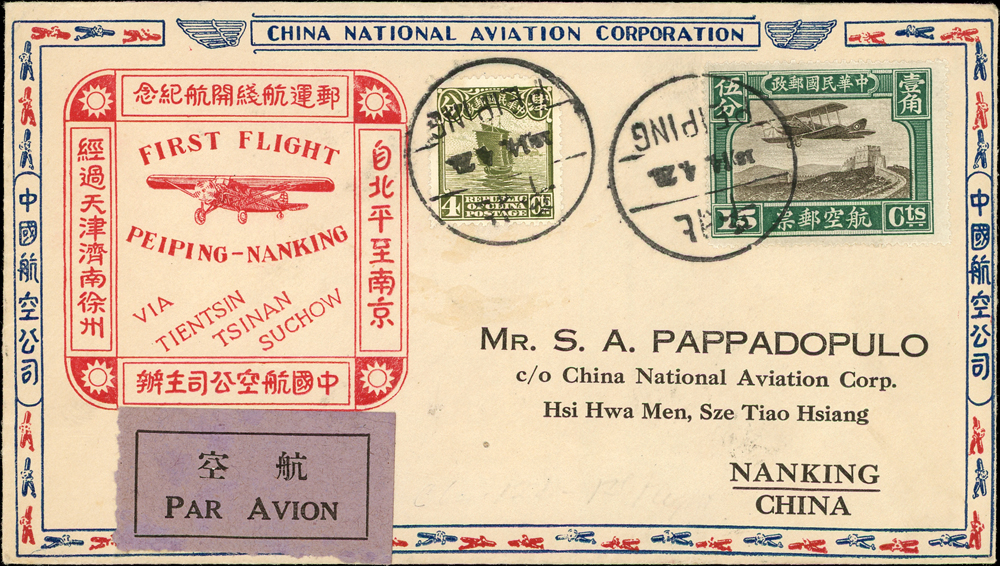 CHINA NATIONAL AVIATION CORPORATION
郵運航綫開航紀念
經過天津濟南徐州
FIRST FLIGHT
PEIPING-NANKING
VIA
TIENTSIN
TSINAN
SUCHOW
自北平至南京
中國航空公司主辦
4
REPUBLIC
OF CHINA
POSTAGE
Cts
PEIPING
14.4
中華民國郵政
伍分
壹角
航空郵票
15
Cts
中國航空公司
中國航空公司
MR. S. A. PAPPADOPULO
c/o China National Aviation Corp.
Hsi Hwa Men, Sze Tiao Hsiang
NANKING
CHINA
航空
PAR AVION